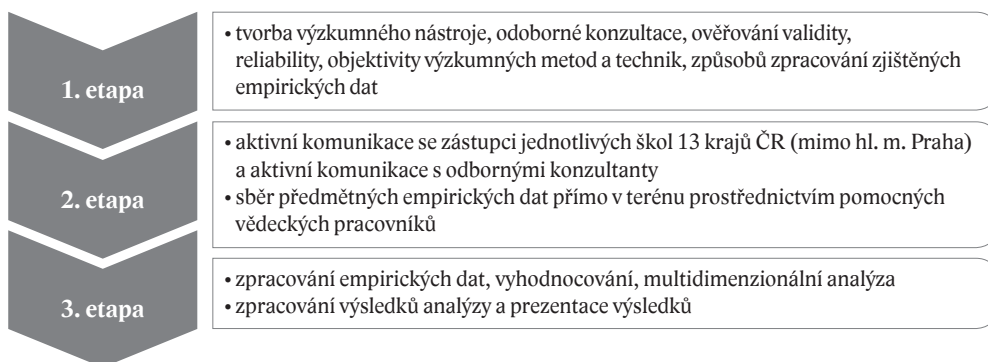 1. etapa
• tvorba výzkumného nástroje, odoborné konzultace, ověřování validity,
reliability, objektivity výzkumných metod a technik, způsobů zpracování zjištěných
empirických dat
2. etapa
• aktivní komunikace se zástupci jednotlivých škol 13 krajů ČR (mimo hl. m. Praha)
a aktivní komunikace s odbornými konzultanty
• sběr předmětných empirických dat přímo v terénu prostřednictvím pomocných
vědeckých pracovníků
3. etapa
• zpracování empirických dat, vyhodnocování, multidimenzionální analýza
• zpracování výsledků analýzy a prezentace výsledků